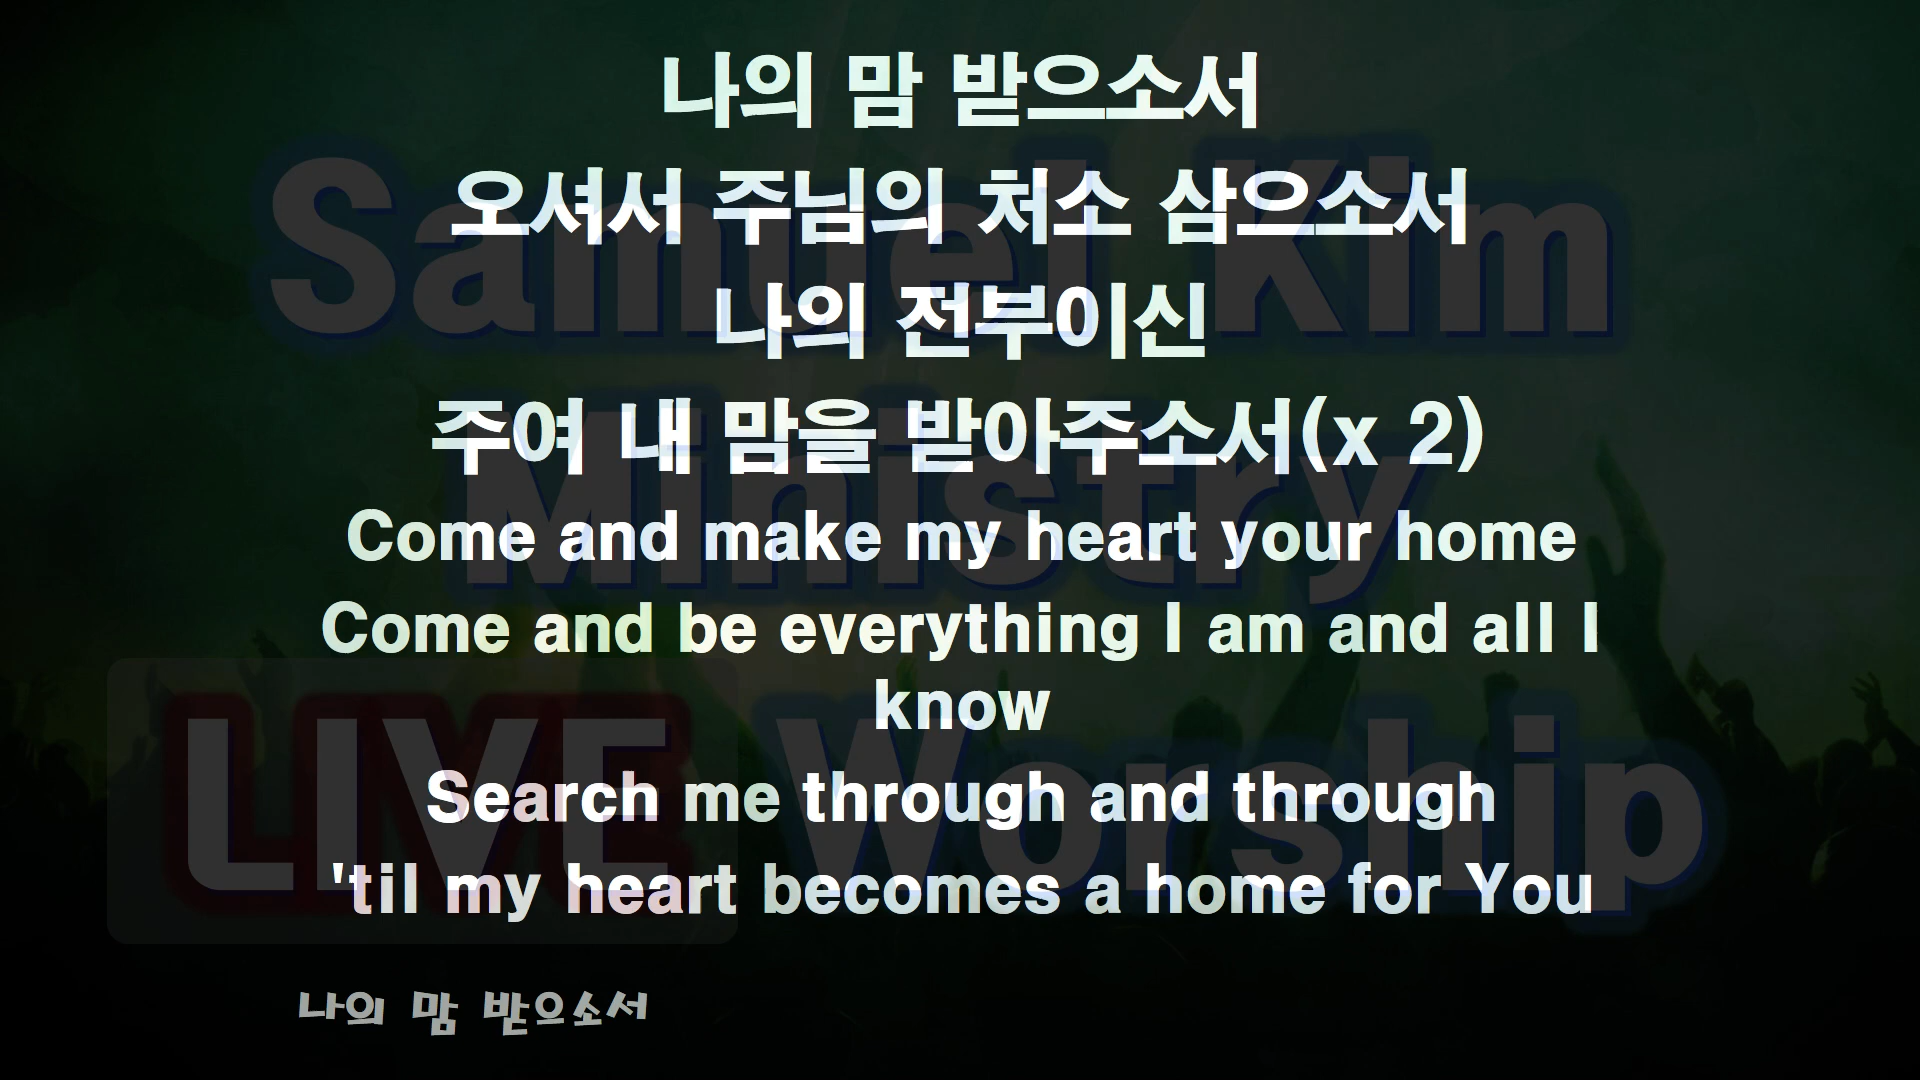 나의 맘 받으소서
오셔서 주님의 처소 삼으소서
나의 전부이신
주여 내 맘을 받아주소서(x 2)
Come and make my heart your home
Come and be everything I am and all I
know
Search me through and through
'til my heart becomes a home for You
Samuel Kim
Ministry
LIVE Worship
나의 맘 받으소서